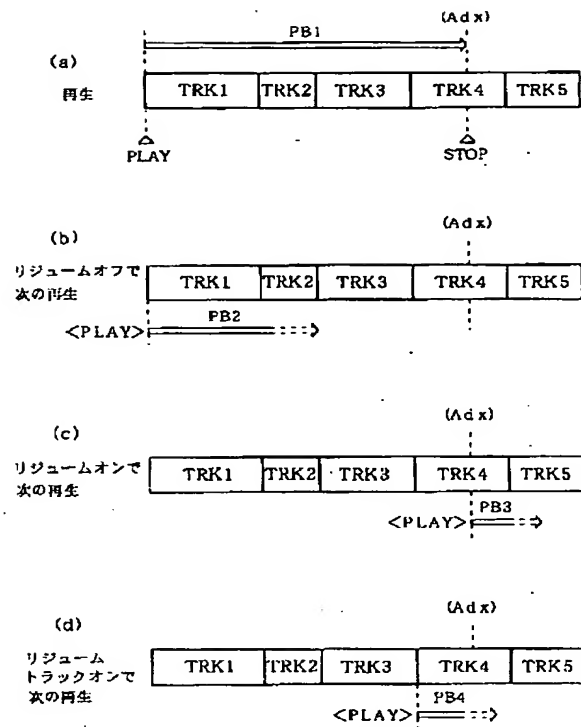 (Adx)
PB1
(a)
再生
TRK1 TRK2 TRK3 TRK4 TRK5
PLAY STOP
(Adx)
(b)
リジュームオフで
次の再生
TRK1 TRK2 TRK3 TRK4 TRK5
<PLAY> PB2
(Adx)
(c)
リジュームオンで
次の再生
TRK1 TRK2 TRK3 TRK4 TRK5
<PLAY> PB3
(Adx)
(d)
リジューム
トラックオンで
次の再生
TRK1 TRK2 TRK3 TRK4 TRK5
<PLAY> PB4